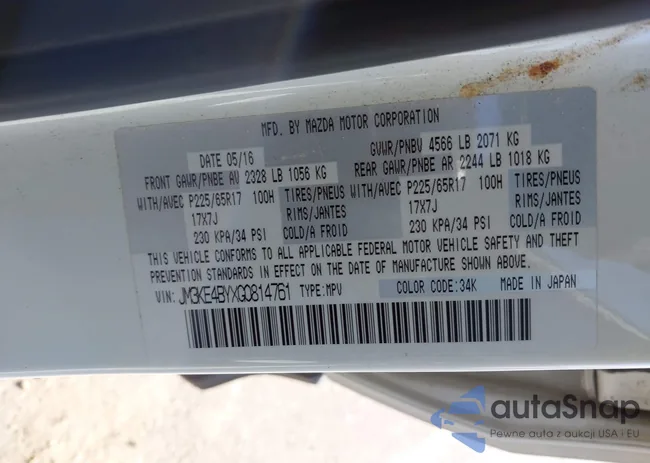 MFD. BY MAZDA MOTOR CORPORATION
DATE 05/16 GVWR/PNBV 4566 LB 2071 KG
FRONT GAWR/PNBE AV 2328 LB 1056 KG REAR GAWR/PNBE AR 2244 LB 1018 KG
WITH/AVEC P225/65R17 100H TIRES/PNEUS WITH/AVEC P225/65R17 100H TIRES/PNEUS
17X7J RIMS/JANTES 17X7J RIMS/JANTES
230 KPA/34 PSI COLD/A FROID 230 KPA/34 PSI COLD/A FROID
THIS VEHICLE CONFORMS TO ALL APPLICABLE FEDERAL MOTOR VEHICLE SAFETY AND THEFT
PREVENTION STANDARDS IN EFFECT ON THE DATE OF MANUFACTURE SHOWN ABOVE.
VIN: JM3KE4BYXG0814761 TYPE:MPV COLOR CODE:34K MADE IN JAPAN
autaSnap
Pewne auta z aukcji USA - EU